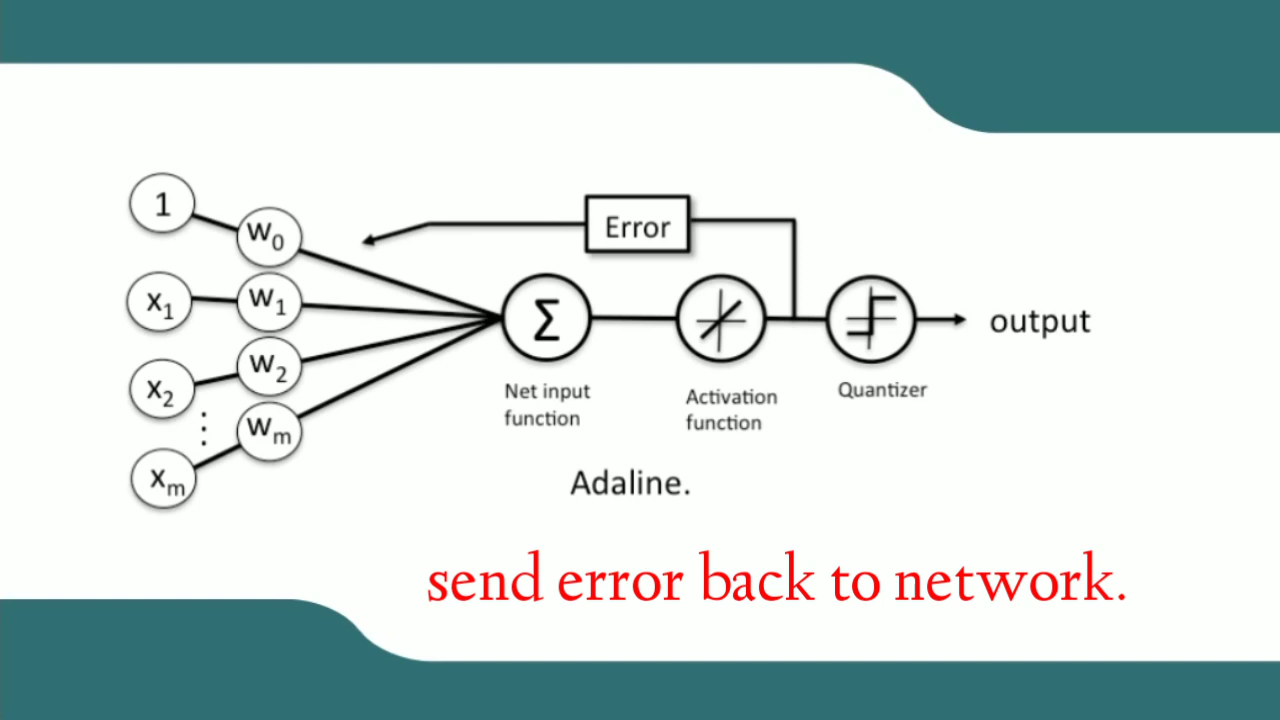 1
w0
Error
x1
w1
Σ
output
x2
w2
Net input
function
Activation
function
Quantizer
wm
xm
Adaline.
send error back to network.